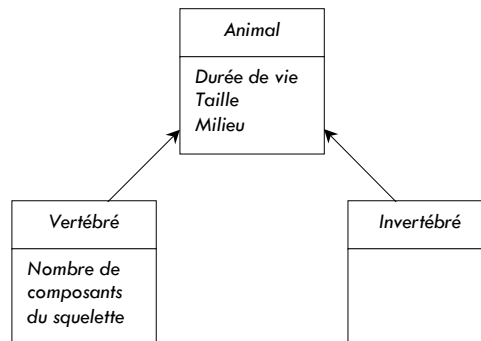 Animal
Durée de vie
Taille
Milieu
Vertébré
Nombre de
composants
du squelette
Invertébré